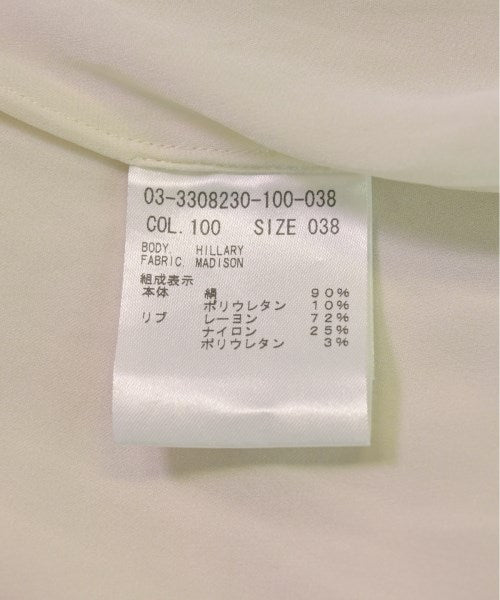 03-3308230-100-038
COL. 100 SIZE 038
BODY. HILLARY
FABRIC. MADISON
組成表示
本体 絹 90%
ポリウレタン 10%
リブ レーヨン 72%
ナイロン 25%
ポリウレタン 3%